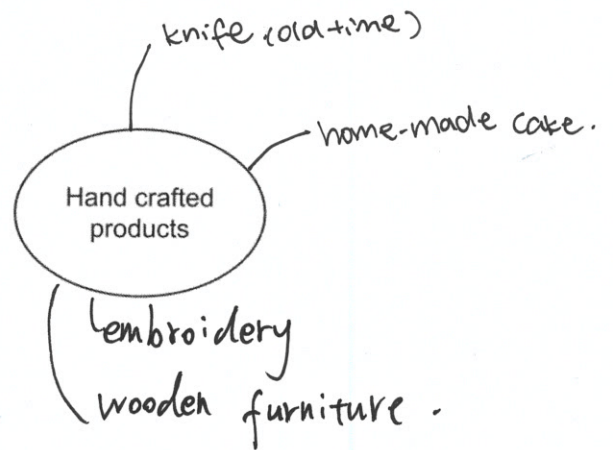 knife (old time)
home-made cake.
Hand crafted
products
embroidery
wooden furniture.